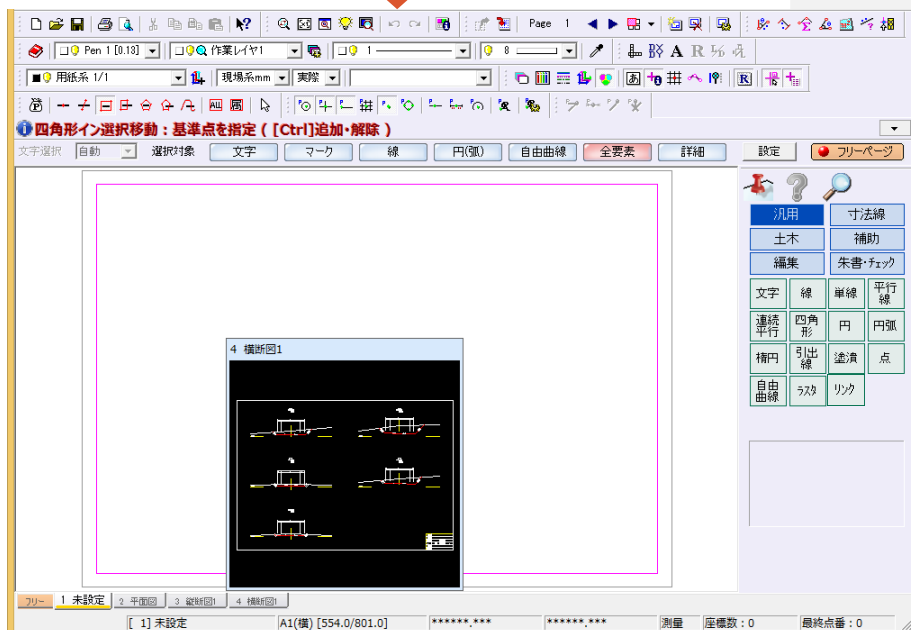 Page 1
Pen 1 [0.13] 作業レイヤ1 1 8
用紙系 1/1 現場系mm 実際
四角形イン選択移動：基準点を指定（ [Ctrl]追加・解除 ）
文字選択 自動 選択対象 文字 マーク 線 円(弧) 自由曲線 全要素 詳細 設定 フリーページ
汎用 寸法線
土木 補助
編集 朱書・チェック
文字 線 単線 平行線
連続平行 四角形 円 円弧
楕円 引出線 塗潰 点
自由曲線 ラスタ リンク
4 横断図1
フリー 1 未設定 2 平面図 3 縦断図1 4 横断図1
[ 1] 未設定 A1(横) [554.0/801.0] ******.*** ******.*** 測量 座標数：0 最終点番：0